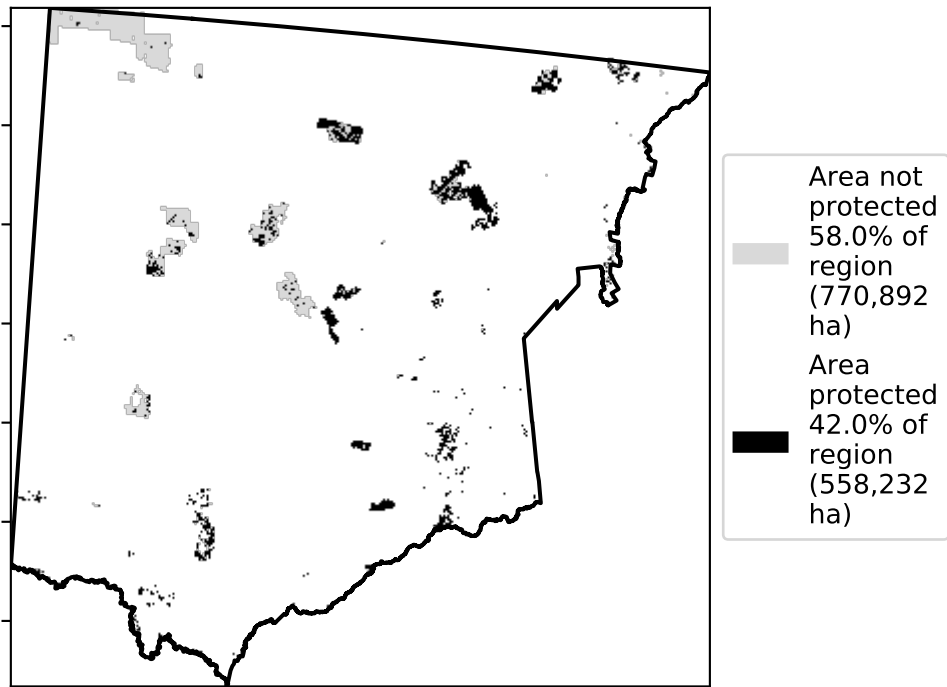 Area not
protected
58.0% of
region
(770,892
ha)
Area
protected
42.0% of
region
(558,232
ha)